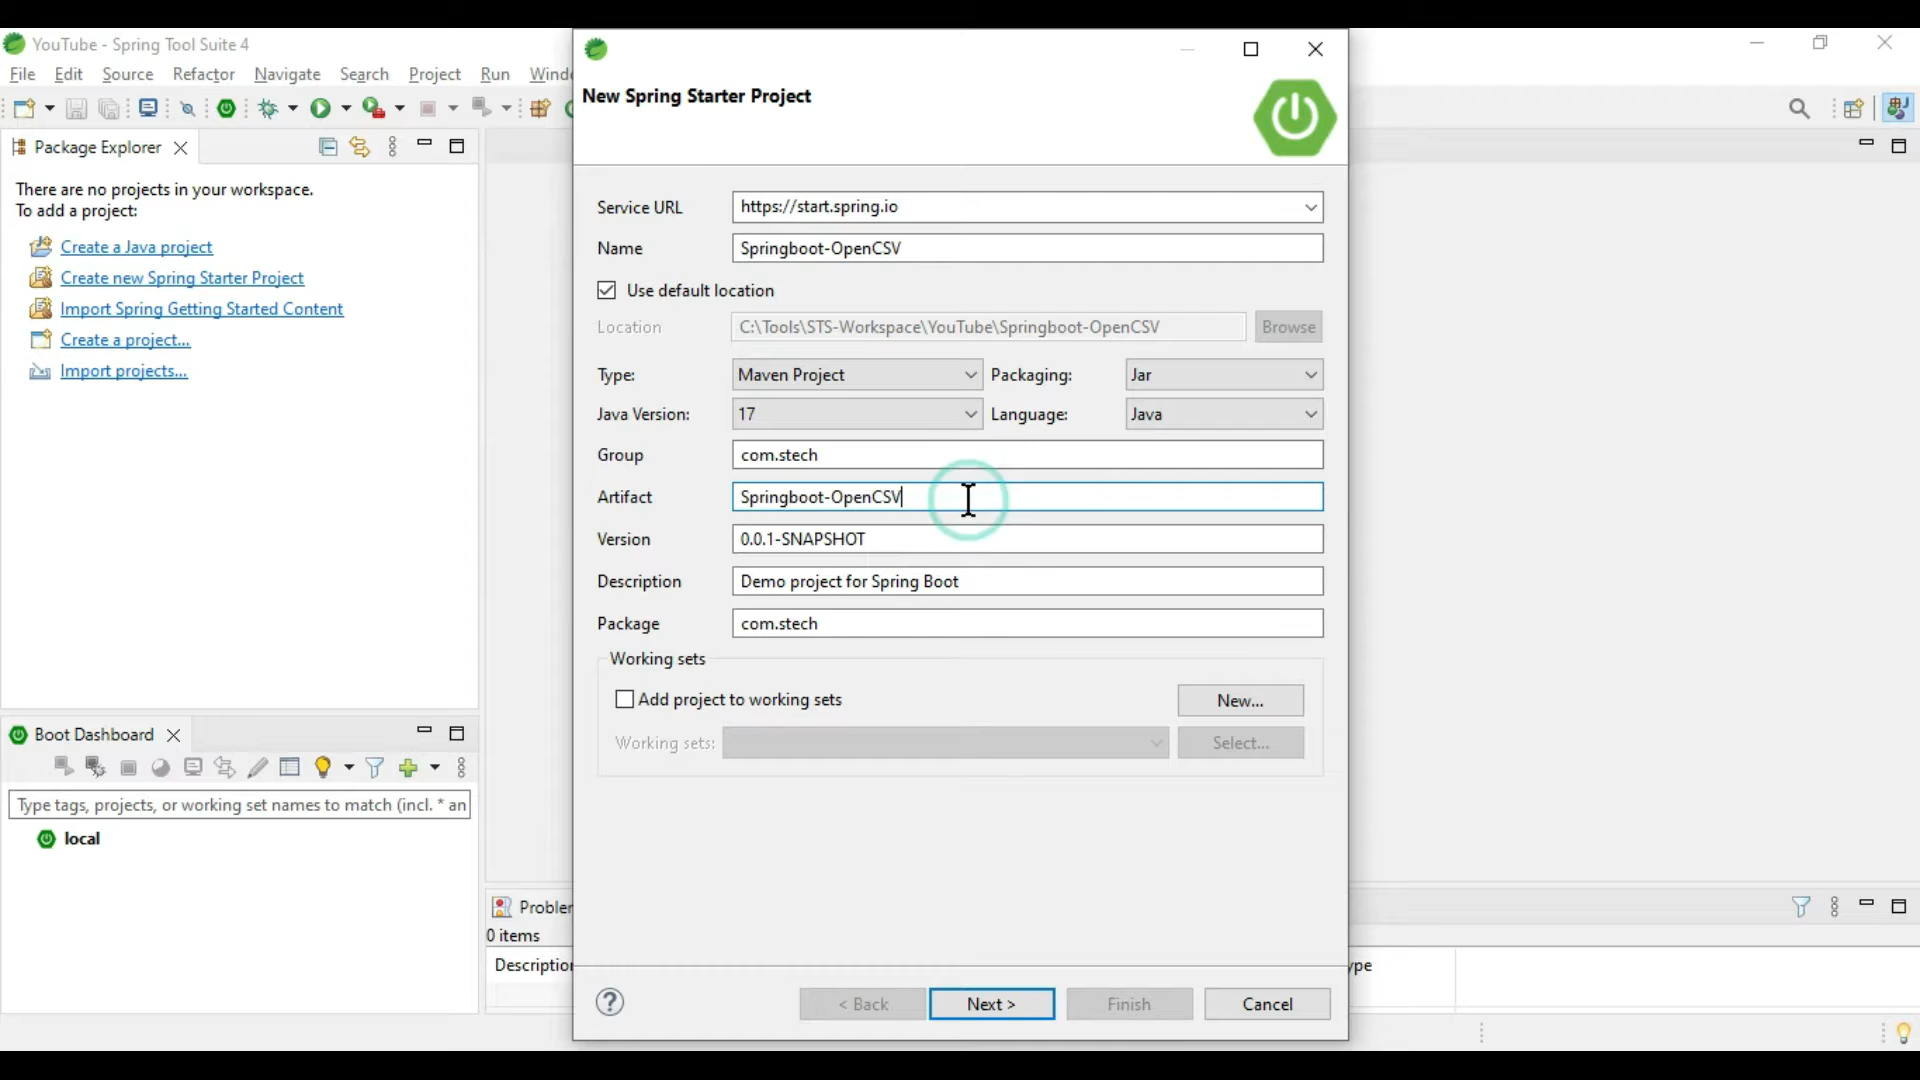 YouTube - Spring Tool Suite 4
File Edit Source Refactor Navigate Search Project Run
Package Explorer
There are no projects in your workspace.
To add a project:
Create a Java project
Create new Spring Starter Project
Import Spring Getting Started Content
Create a project...
Import projects...
Boot Dashboard
Type tags, projects, or working set names to match (incl. * an
local
New Spring Starter Project
Service URL https://start.spring.io
Name Springboot-OpenCSV
Use default location
Location C:\Tools\STS-Workspace\YouTube\Springboot-OpenCSV Browse
Type: Maven Project Packaging: Jar
Java Version: 17 Language: Java
Group com.stech
Artifact Springboot-OpenCSV
Version 0.0.1-SNAPSHOT
Description Demo project for Spring Boot
Package com.stech
Working sets
Add project to working sets New...
Working sets: Select...
0 items
< Back Next > Finish Cancel